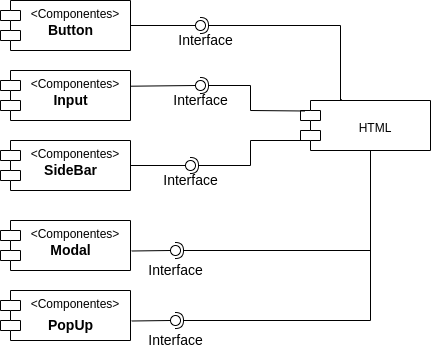 <Componentes>
Button
Interface
<Componentes>
Input
Interface
HTML
<Componentes>
SideBar
Interface
<Componentes>
Modal
Interface
<Componentes>
PopUp
Interface